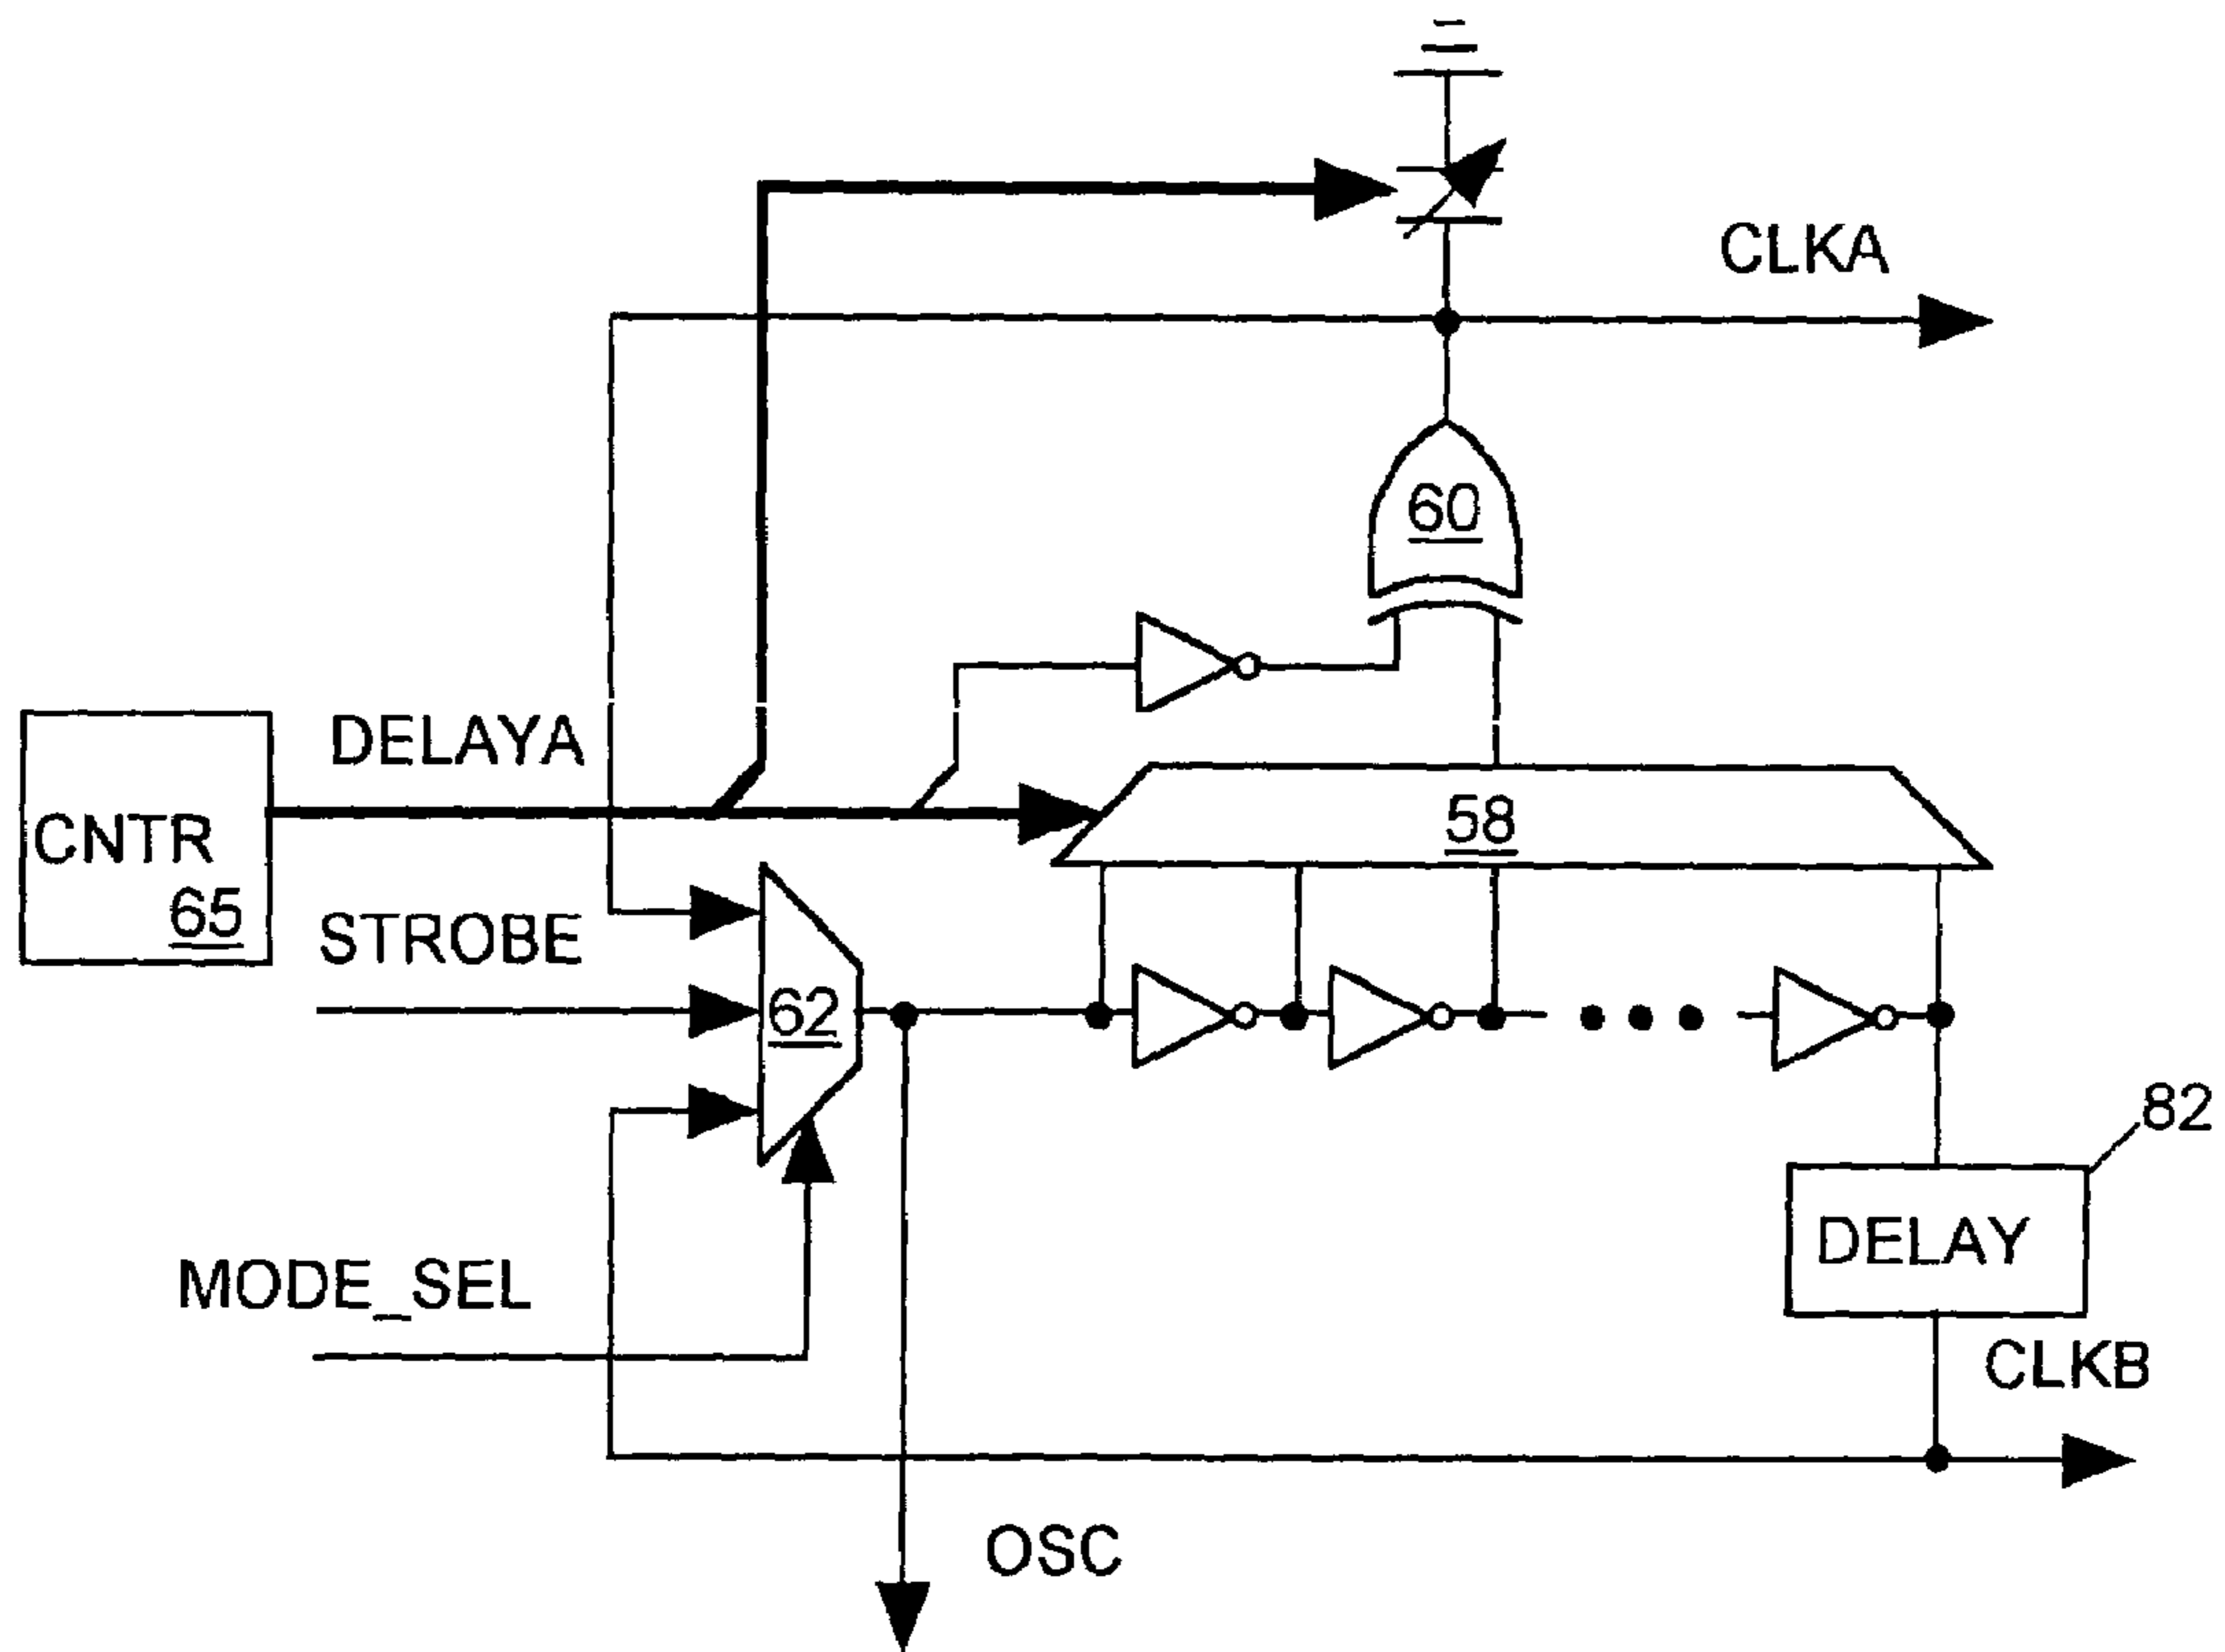 CLKA
60
DELAYA
58
CNTR
65
STROBE
62
82
DELAY
MODE_SEL
CLKB
OSC